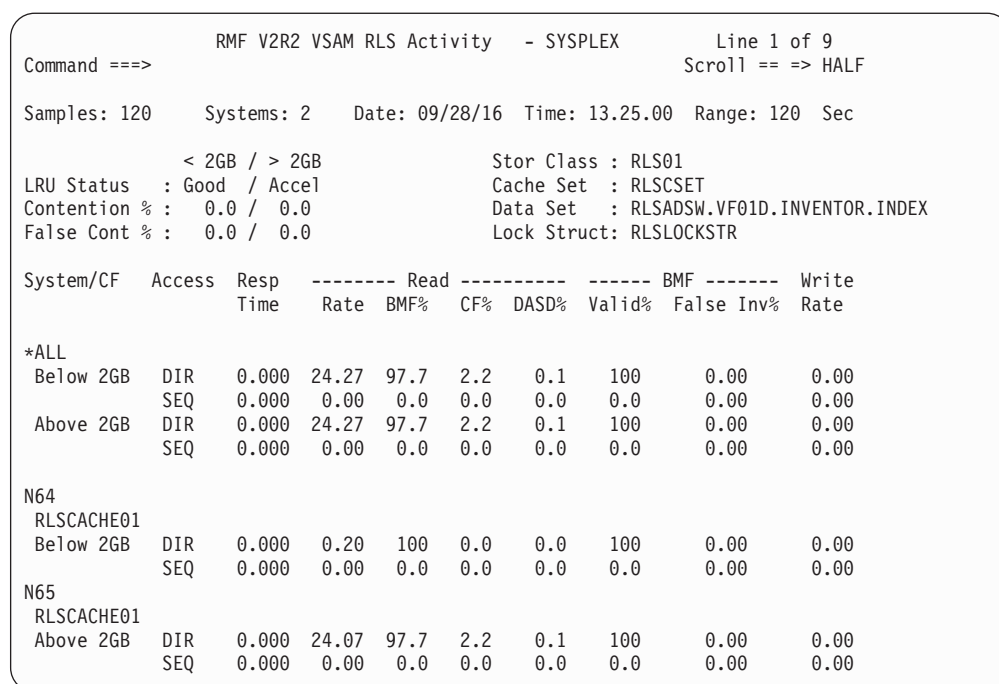 RMF V2R2 VSAM RLS Activity - SYSPLEX Line 1 of 9
Command ===> Scroll == => HALF
Samples: 120 Systems: 2 Date: 09/28/16 Time: 13.25.00 Range: 120 Sec
< 2GB / > 2GB Stor Class : RLS01
LRU Status : Good / Accel Cache Set : RLSCSET
Contention % : 0.0 / 0.0 Data Set : RLSADSW.VF01D.INVENTOR.INDEX
False Cont % : 0.0 / 0.0 Lock Struct: RLSLOCKSTR
System/CF Access Resp -------- Read ---------- ------ BMF ------- Write
Time Rate BMF% CF% DASD% Valid% False Inv% Rate
*ALL
Below 2GB DIR 0.000 24.27 97.7 2.2 0.1 100 0.00 0.00
SEQ 0.000 0.00 0.0 0.0 0.0 0.0 0.00 0.00
Above 2GB DIR 0.000 24.27 97.7 2.2 0.1 100 0.00 0.00
SEQ 0.000 0.00 0.0 0.0 0.0 0.0 0.00 0.00
N64
RLSCACHE01
Below 2GB DIR 0.000 0.20 100 0.0 0.0 100 0.00 0.00
SEQ 0.000 0.00 0.0 0.0 0.0 0.0 0.00 0.00
N65
RLSCACHE01
Above 2GB DIR 0.000 24.07 97.7 2.2 0.1 100 0.00 0.00
SEQ 0.000 0.00 0.0 0.0 0.0 0.0 0.00 0.00